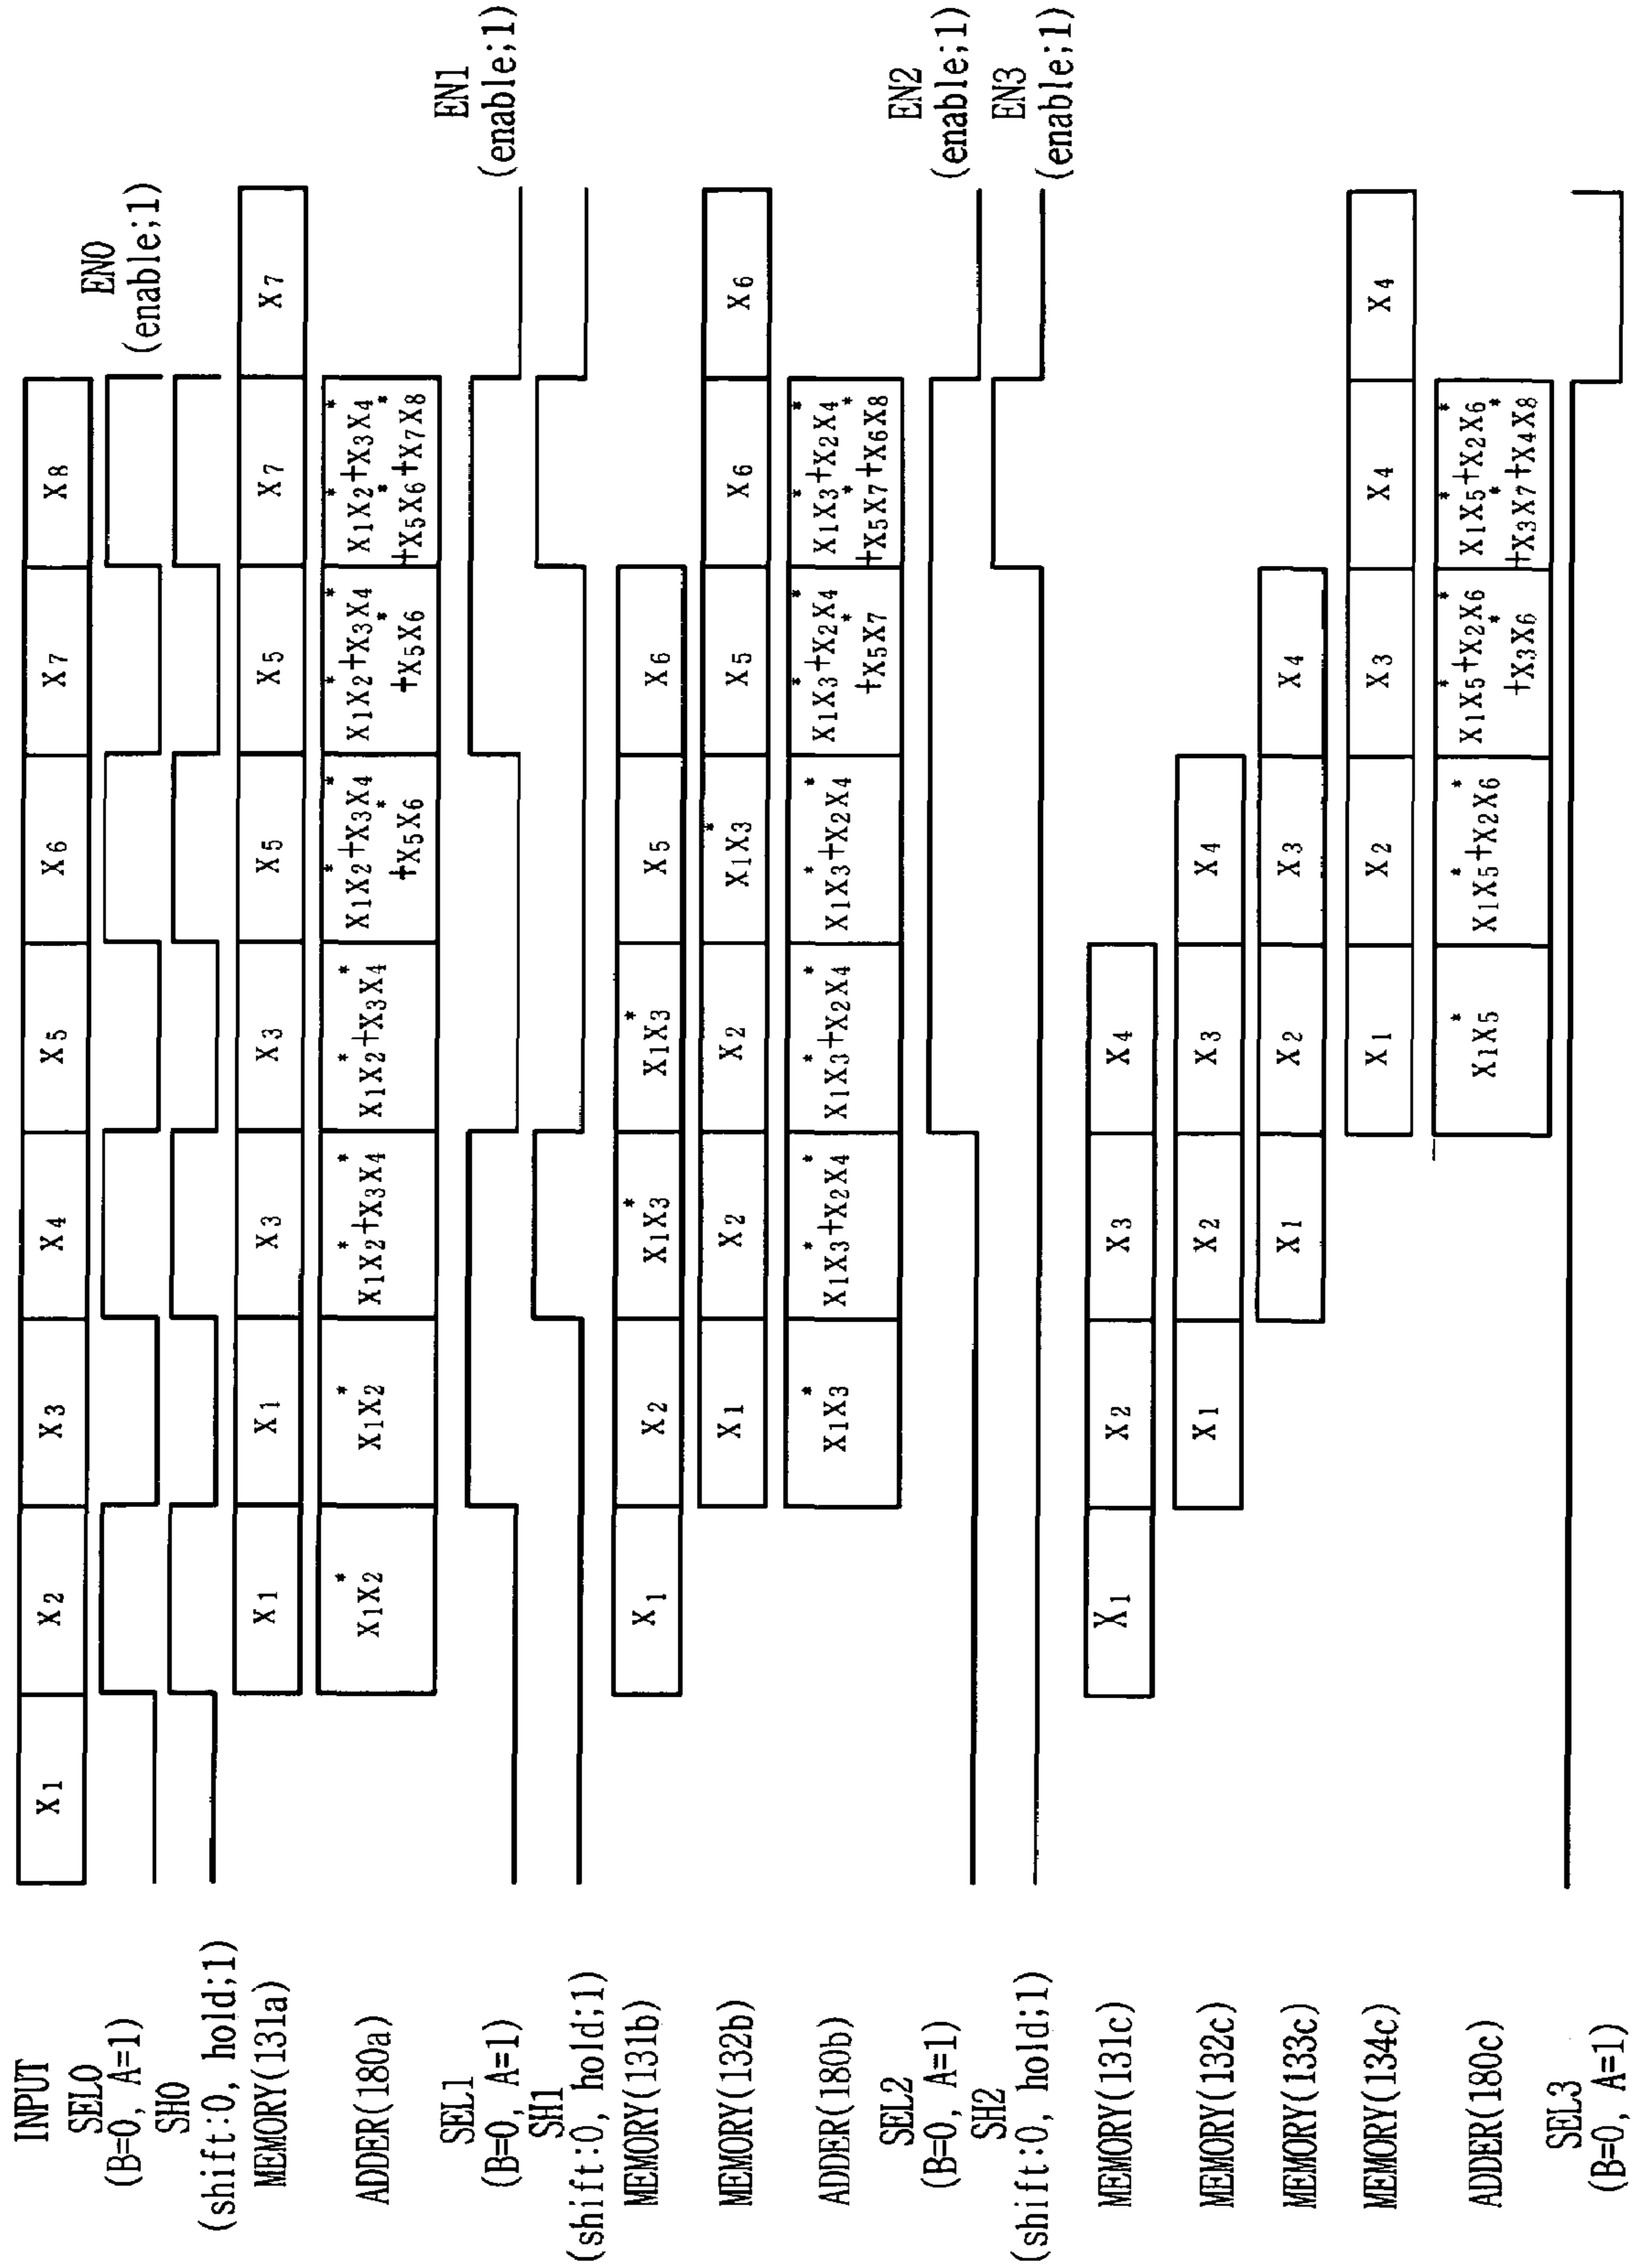 INPUT X1 X2 X3 X4 X5 X6 X7 X8
SEL0
(B=0, A=1)
EN0
(enable;1)
SH0
(shift:0, hold;1)
MEMORY(131a) X1 X1 X3 X3 X5 X5 X7 X7
ADDER(180a) X1X2* X1X2* X1X2*+X3X4* X1X2*+X3X4* X1X2*+X3X4* X1X2*+X3X4* X1X2*+X3X4*
+X5X6* +X5X6* +X5X6*+X7X8*
SEL1
(B=0, A=1)
EN1
(enable;1)
SH1
(shift:0, hold;1)
MEMORY(131b) X1 X2 X1X3* X1X3* X5 X6
MEMORY(132b) X1 X2 X2 X1X3* X5 X6 X6
ADDER(180b) X1X3* X1X3*+X2X4* X1X3*+X2X4* X1X3*+X2X4* X1X3*+X2X4* X1X3*+X2X4*
+X5X7* +X5X7*+X6X8*
SEL2
(B=0, A=1)
EN2
(enable;1)
SH2
(shift:0, hold;1)
EN3
(enable;1)
MEMORY(131c) X1 X2 X3 X4
MEMORY(132c) X1 X2 X3 X4
MEMORY(133c) X1 X2 X3 X4
MEMORY(134c) X1 X2 X3 X4 X4
ADDER(180c) X1X5* X1X5*+X2X6* X1X5*+X2X6* X1X5*+X2X6*
+X3X6* +X3X7*+X4X8*
SEL3
(B=0, A=1)